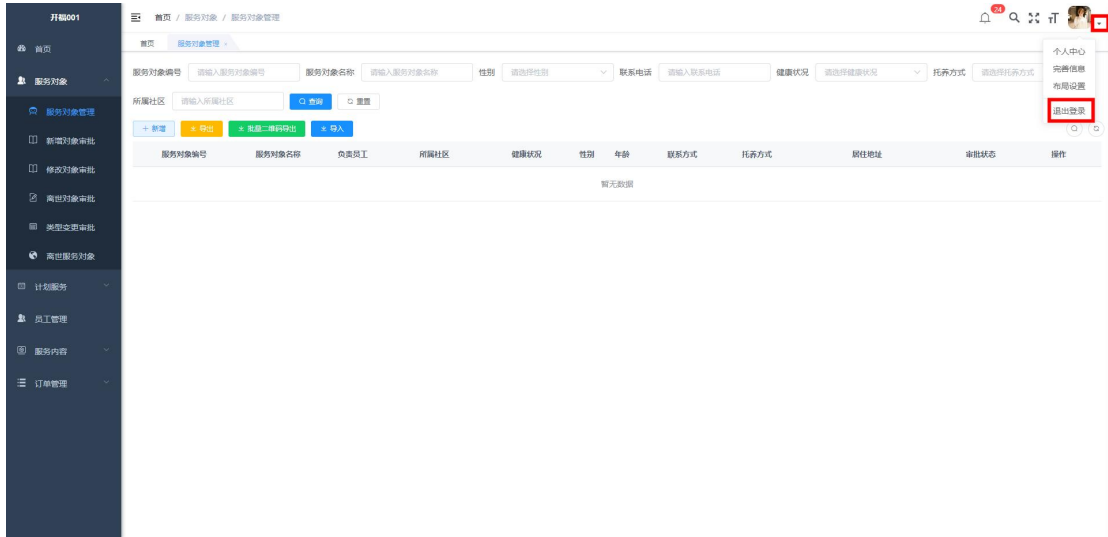 开福001
首页 / 服务对象 / 服务对象管理
24
首页
首页 服务对象管理 ×
个人中心
完善信息
布局设置
退出登录
服务对象
服务对象编号 请输入服务对象编号 服务对象名称 请输入服务对象名称 性别 请选择性别 联系电话 请输入联系电话 健康状况 请选择健康状况 托养方式 请选择托养方式
所属社区 请输入所属社区 查询 重置
服务对象管理
+ 新增 导出 批量二维码导出 导入
新增对象审批
服务对象编号 服务对象名称 负责员工 所属社区 健康状况 性别 年龄 联系方式 托养方式 居住地址 审批状态 操作
修改对象审批
暂无数据
离世对象审批
类型变更审批
离世服务对象
计划服务
员工管理
服务内容
订单管理